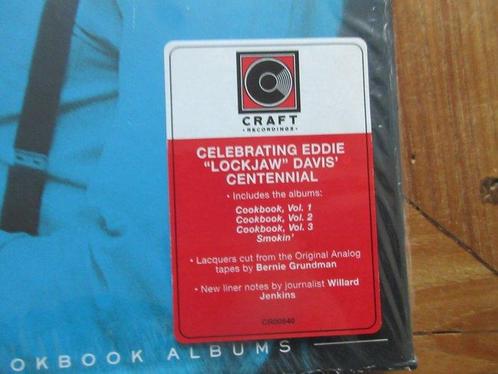 CRAFT
• RECORDINGS •
CELEBRATING EDDIE
"LOCKJAW" DAVIS'
CENTENNIAL
• Includes the albums:
Cookbook, Vol. 1
Cookbook, Vol. 2
Cookbook, Vol. 3
Smokin'
• Lacquers cut from the Original Analog
tapes by Bernie Grundman
• New liner notes by journalist Willard
Jenkins
CR00540
OKBOOK ALBUMS